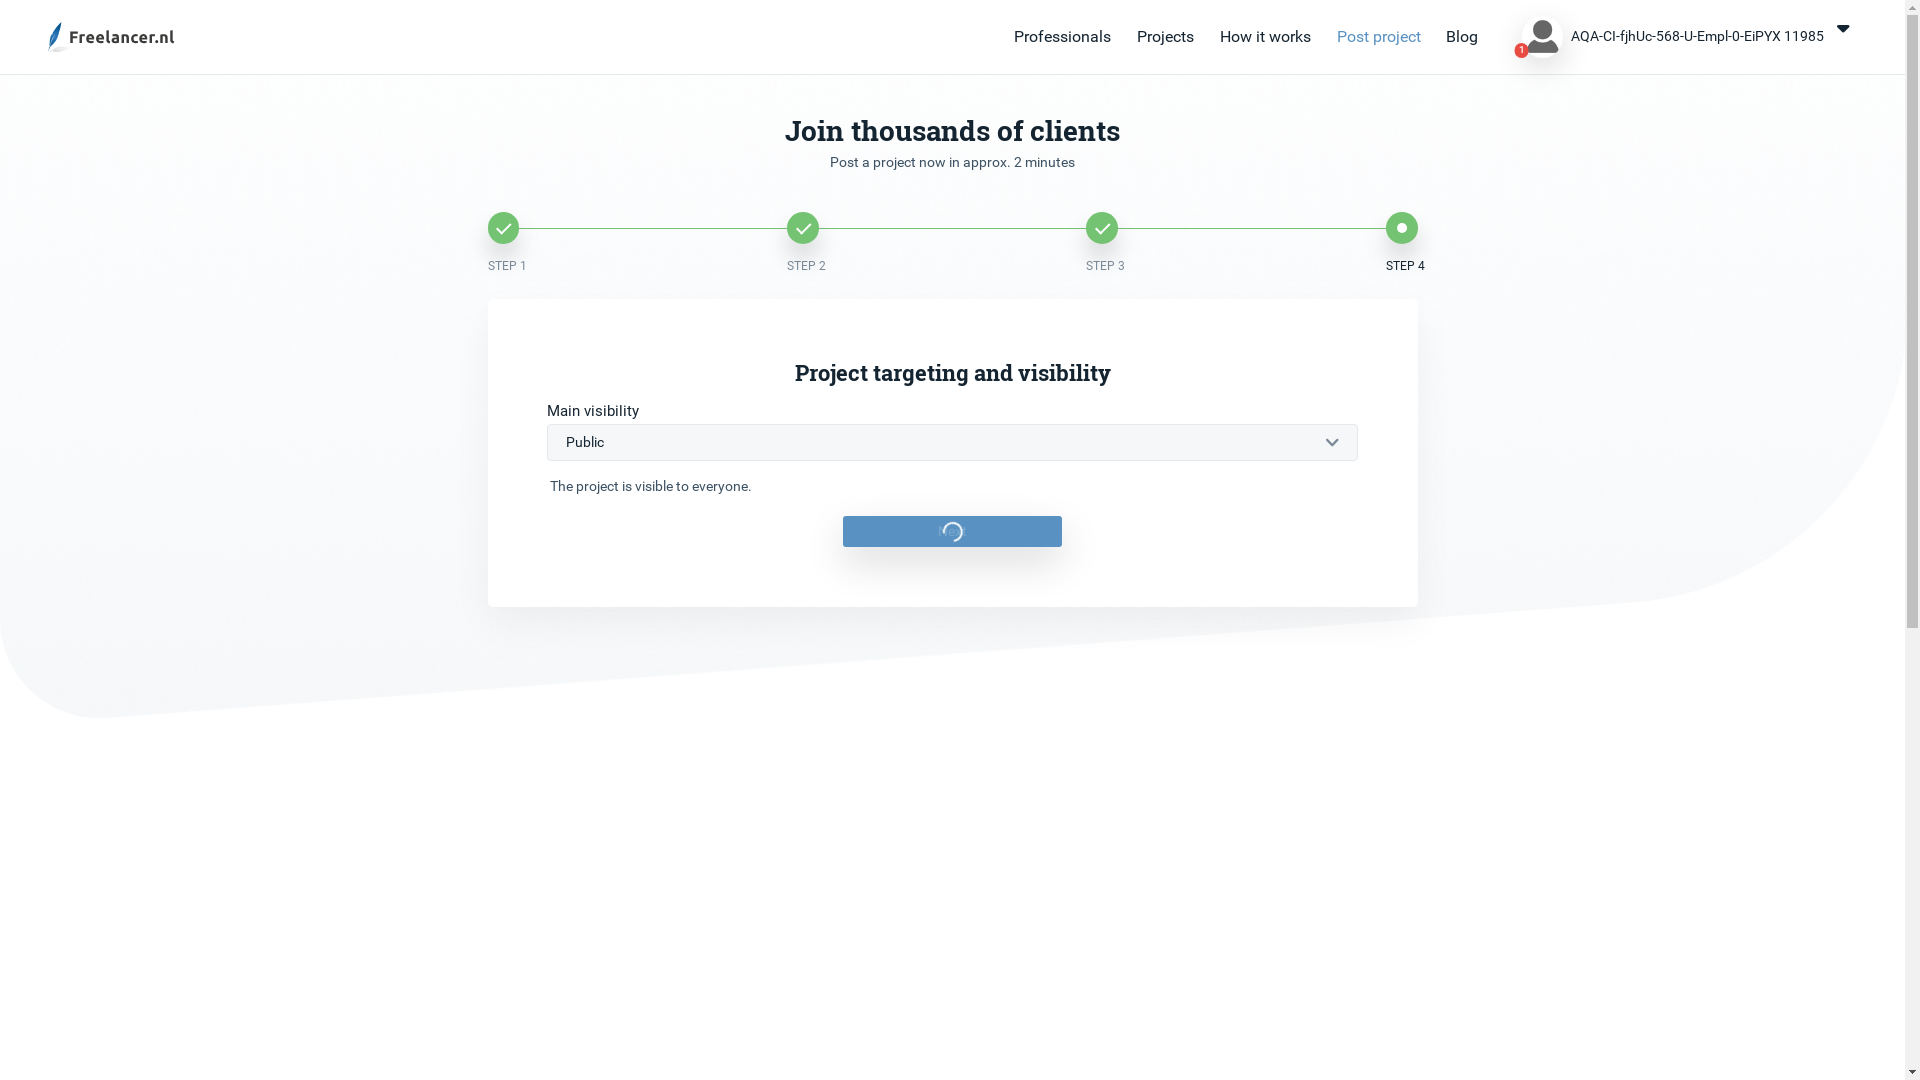 Freelancer.nl
Professionals
Projects
How it works
Post project
Blog
1
AQA-CI-fjhUc-568-U-Empl-0-EiPYX 11985
Join thousands of clients
Post a project now in approx. 2 minutes
STEP 1
STEP 2
STEP 3
STEP 4
Project targeting and visibility
Main visibility
Public
The project is visible to everyone.